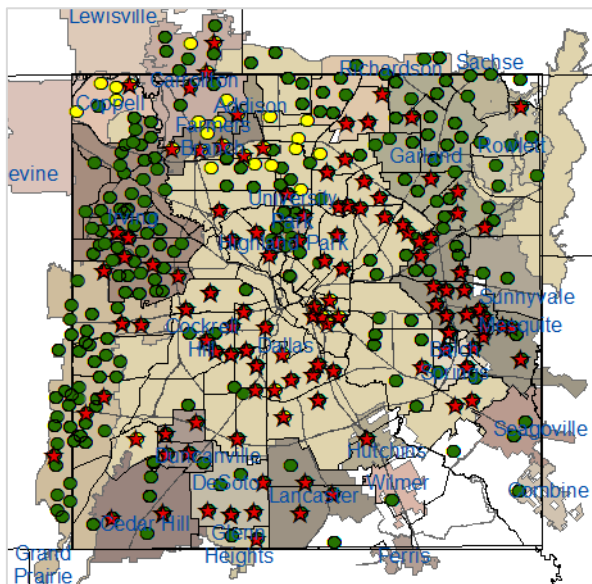 Lewisville
Carrollton
Richardson
Sachse
Coppell
Addison
Farmers
Branch
Garland
Rowlett
evine
University
Park
Irving
Highland Park
Sunnyvale
Mesquite
Cockrell
Hill
Dallas
Balch
Springs
Seagoville
Duncanville
Hutchins
DeSoto
Lancaster
Wilmer
Combine
Cedar Hill
Glenn
Heights
Grand
Prairie
Ferris